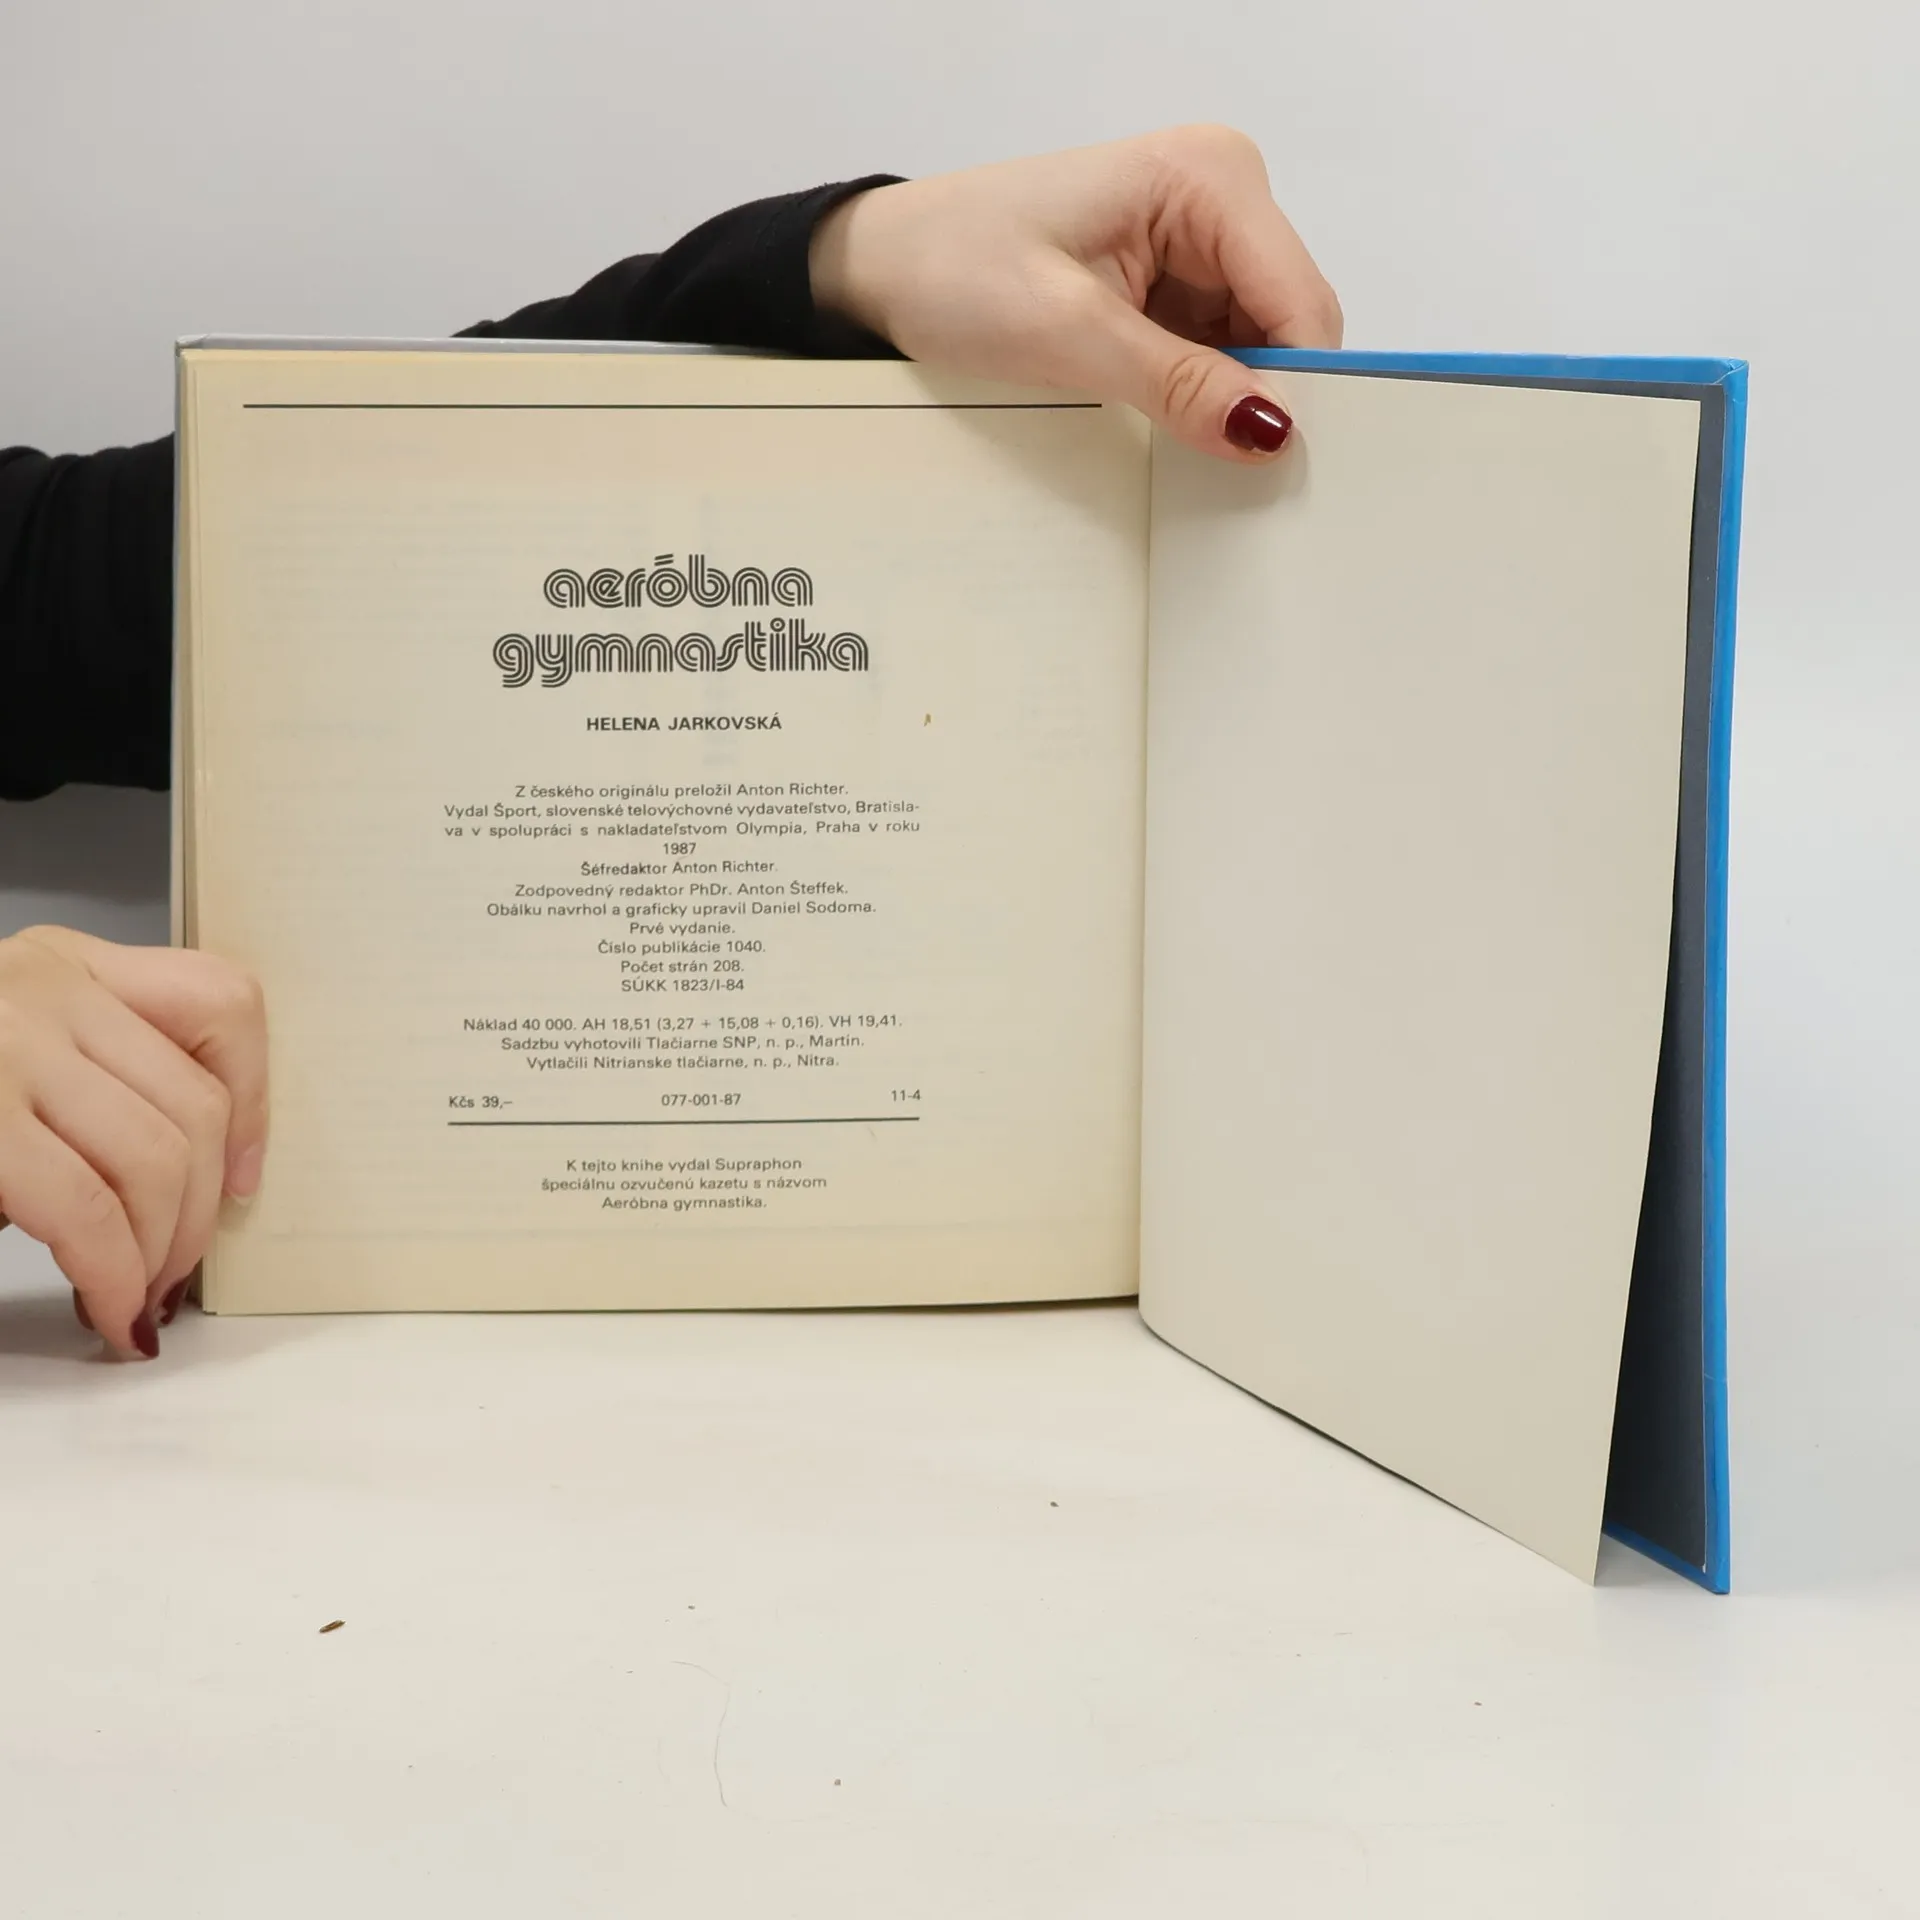 aeróbna
gymnastika
HELENA JARKOVSKÁ
Z českého originálu preložil Anton Richter.
Vydal Šport, slovenské telovýchovné vydavateľstvo, Bratisla-
va v spolupráci s nakladateľstvom Olympia, Praha v roku
1987
Šéfredaktor Anton Richter.
Zodpovedný redaktor PhDr. Anton Šteffek.
Obálku navrhol a graficky upravil Daniel Sodoma.
Prvé vydanie.
Číslo publikácie 1040.
Počet strán 208.
SÚKK 1823/I-84
Náklad 40 000. AH 18,51 (3,27 + 15,08 + 0,16). VH 19,41.
Sadzbu vyhotovili Tlačiarne SNP, n. p., Martin.
Vytlačili Nitrianske tlačiarne, n. p., Nitra.
Kčs 39,– 077-001-87 11-4
K tejto knihe vydal Supraphon
špeciálnu ozvučenú kazetu s názvom
Aeróbna gymnastika.